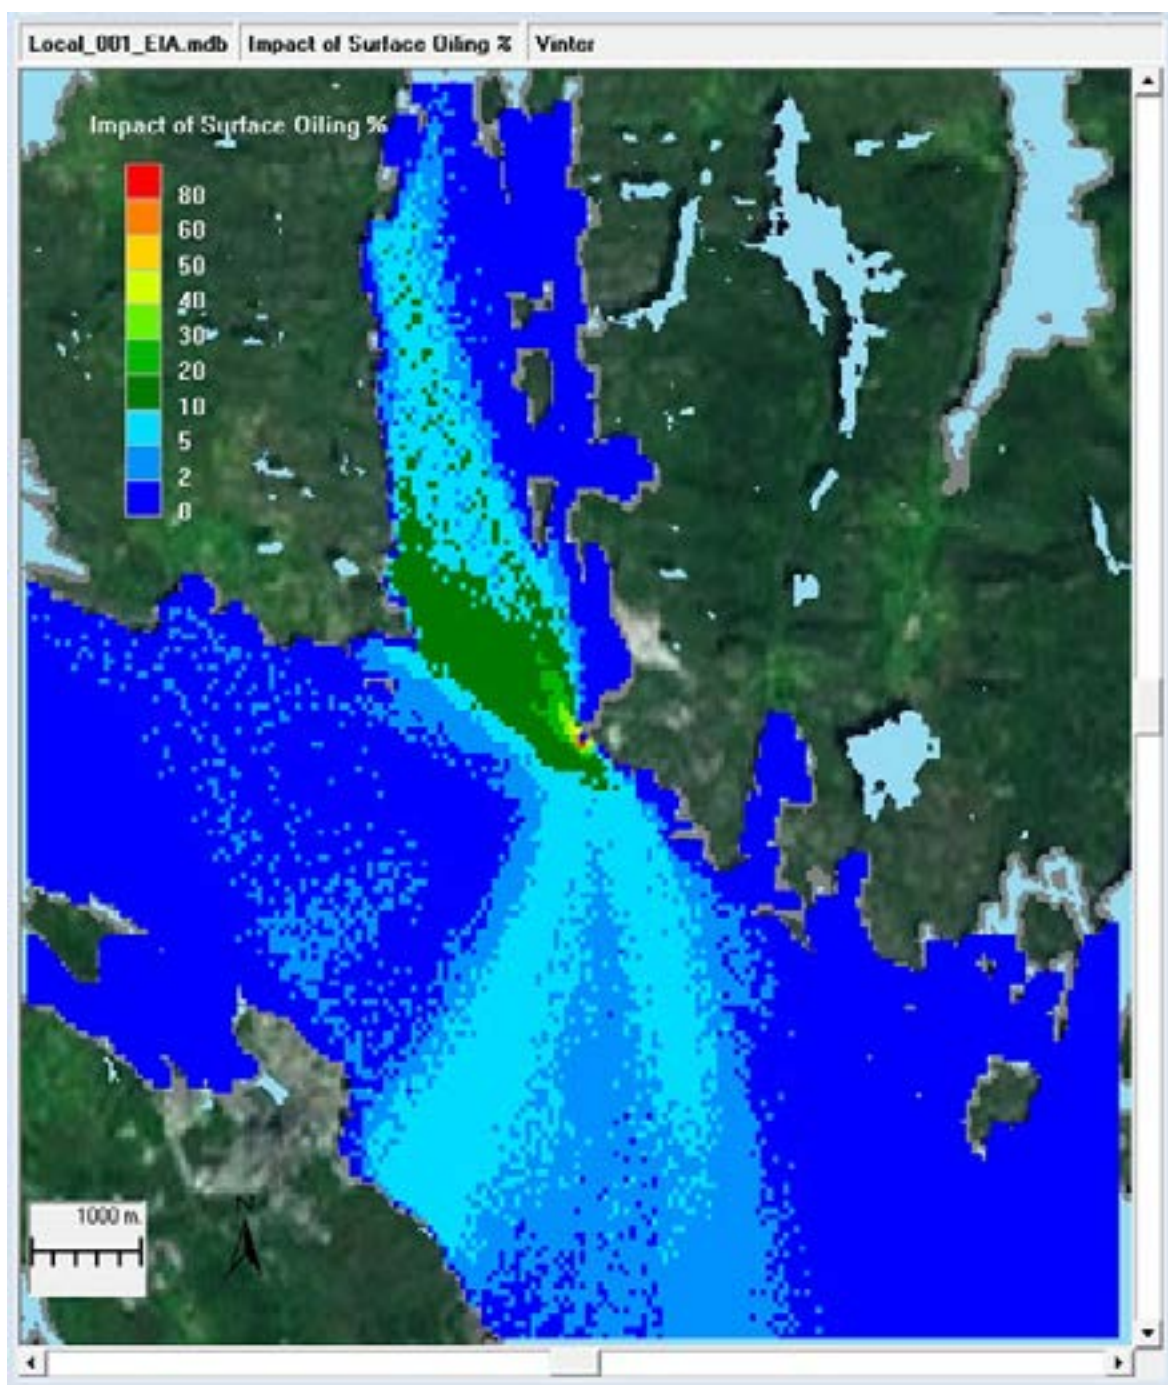 Local_001_EIA.mdb Impact of Surface Oiling % Vinter
Impact of Surface Oiling %
80
60
50
40
30
20
10
5
2
0
1000 m.
N